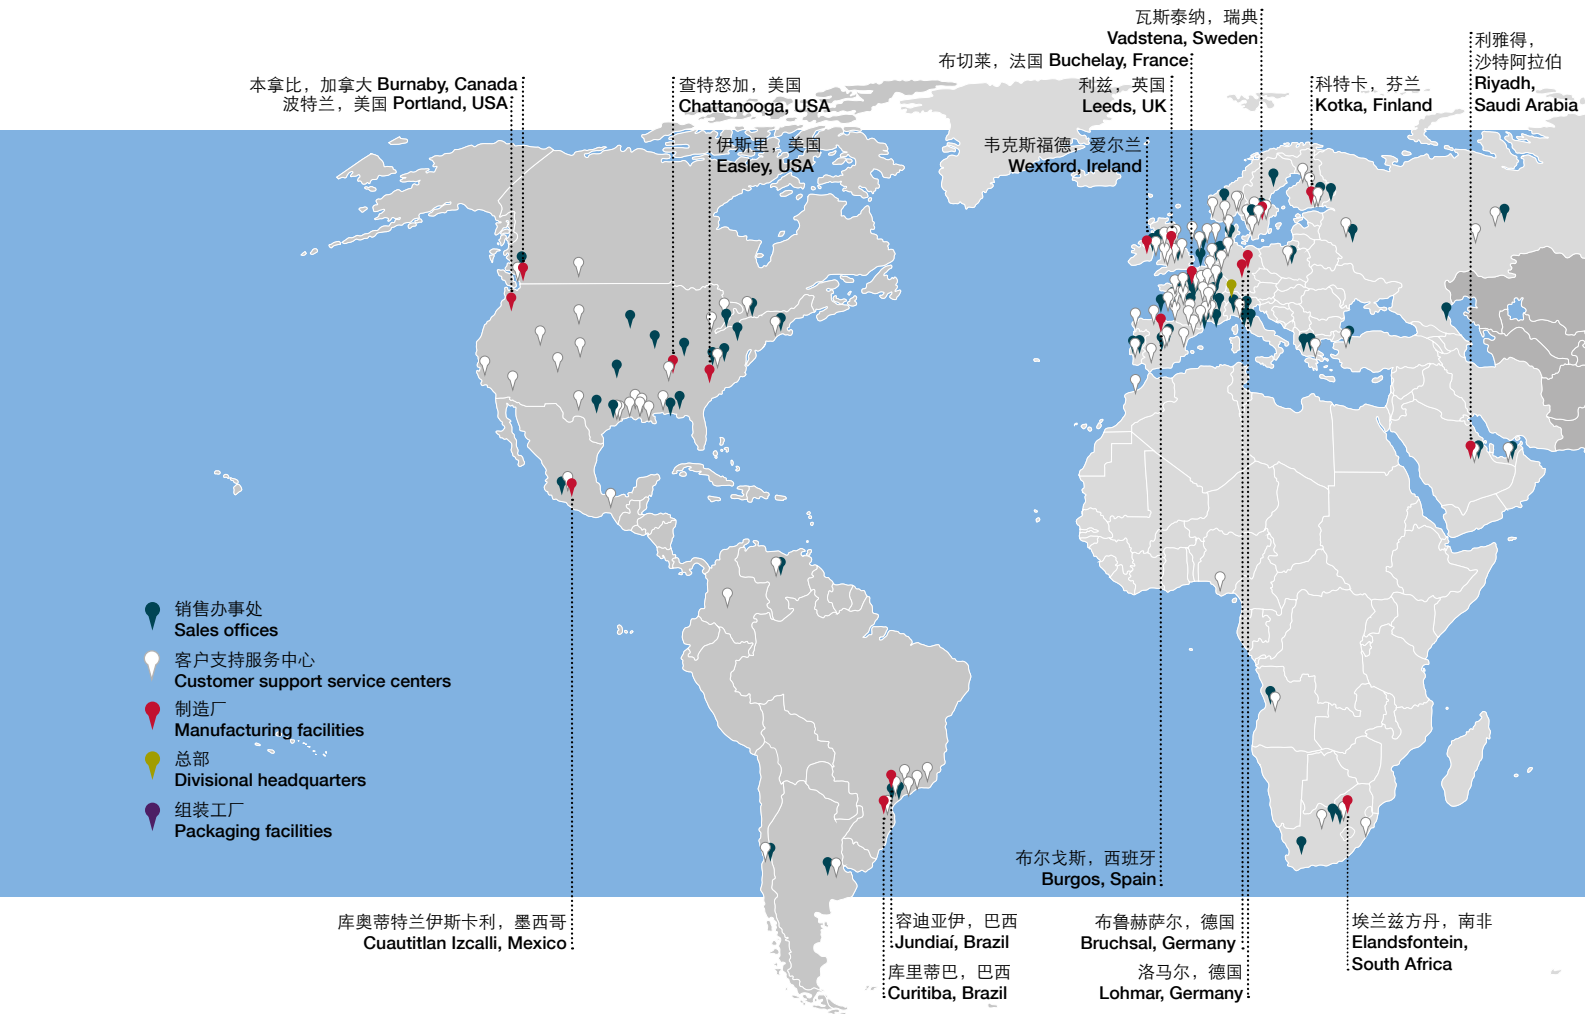 瓦斯泰纳，瑞典
Vadstena, Sweden
布切莱，法国 Buchelay, France
利雅得，
沙特阿拉伯
Riyadh,
Saudi Arabia
本拿比，加拿大 Burnaby, Canada
波特兰，美国 Portland, USA
查特怒加，美国
Chattanooga, USA
利兹，英国
Leeds, UK
科特卡，芬兰
Kotka, Finland
伊斯里，美国
Easley, USA
韦克斯福德，爱尔兰
Wexford, Ireland
销售办事处
Sales offices
客户支持服务中心
Customer support service centers
制造厂
Manufacturing facilities
总部
Divisional headquarters
组装工厂
Packaging facilities
布尔戈斯，西班牙
Burgos, Spain
库奥蒂特兰伊斯卡利，墨西哥
Cuautitlan Izcalli, Mexico
容迪亚伊，巴西
Jundiaí, Brazil
库里蒂巴，巴西
Curitiba, Brazil
布鲁赫萨尔，德国
Bruchsal, Germany
洛马尔，德国
Lohmar, Germany
埃兰兹方丹，南非
Elandsfontein,
South Africa